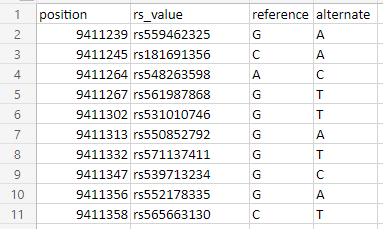 1 position rs_value reference alternate
2 9411239 rs559462325 G A
3 9411245 rs181691356 C A
4 9411264 rs548263598 A C
5 9411267 rs561987868 G T
6 9411302 rs531010746 G T
7 9411313 rs550852792 G A
8 9411332 rs571137411 G T
9 9411347 rs539713234 G C
10 9411356 rs552178335 G A
11 9411358 rs565663130 C T